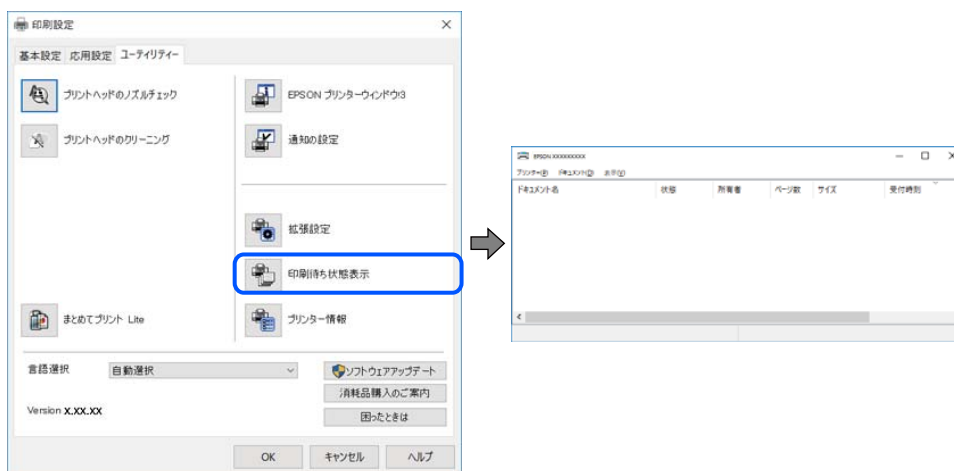 印刷設定
基本設定 応用設定 ユーティリティー
プリントヘッドのノズルチェック
プリントヘッドのクリーニング
EPSON プリンターウィンドウ!3
通知の設定
拡張設定
印刷待ち状態表示
まとめてプリント Lite
プリンター情報
言語選択 自動選択
ソフトウェアアップデート
消耗品購入のご案内
Version X.XX.XX
困ったときは
OK キャンセル ヘルプ
EPSON XXXXXXXXXX
プリンター(P) ドキュメント(D) 表示(V)
ドキュメント名 状態 所有者 ページ数 サイズ 受付時刻